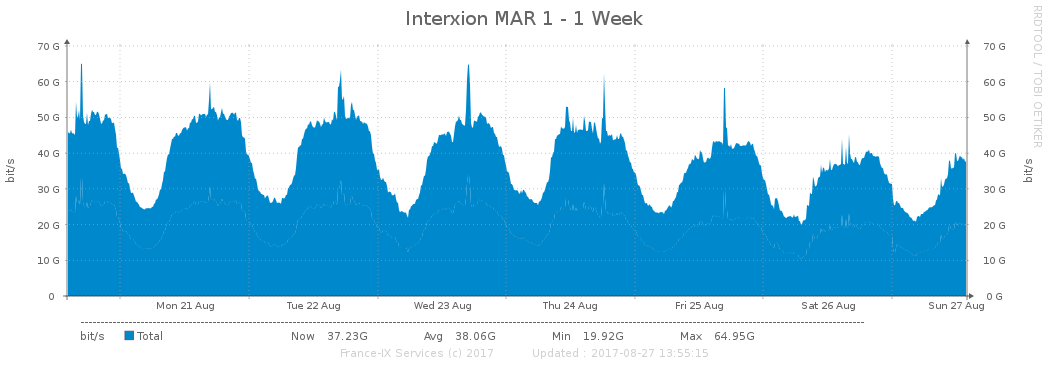 Interxion MAR 1 - 1 Week
RRDTOOL / TOBI OETIKER
70 G 70 G
60 G 60 G
50 G 50 G
40 G 40 G
30 G 30 G
20 G 20 G
10 G 10 G
0 0 G
bit/s bit/s
Mon 21 Aug Tue 22 Aug Wed 23 Aug Thu 24 Aug Fri 25 Aug Sat 26 Aug Sun 27 Aug
bit/s Total Now 37.23G Avg 38.06G Min 19.92G Max 64.95G
France-IX Services (c) 2017 Updated : 2017-08-27 13:55:15